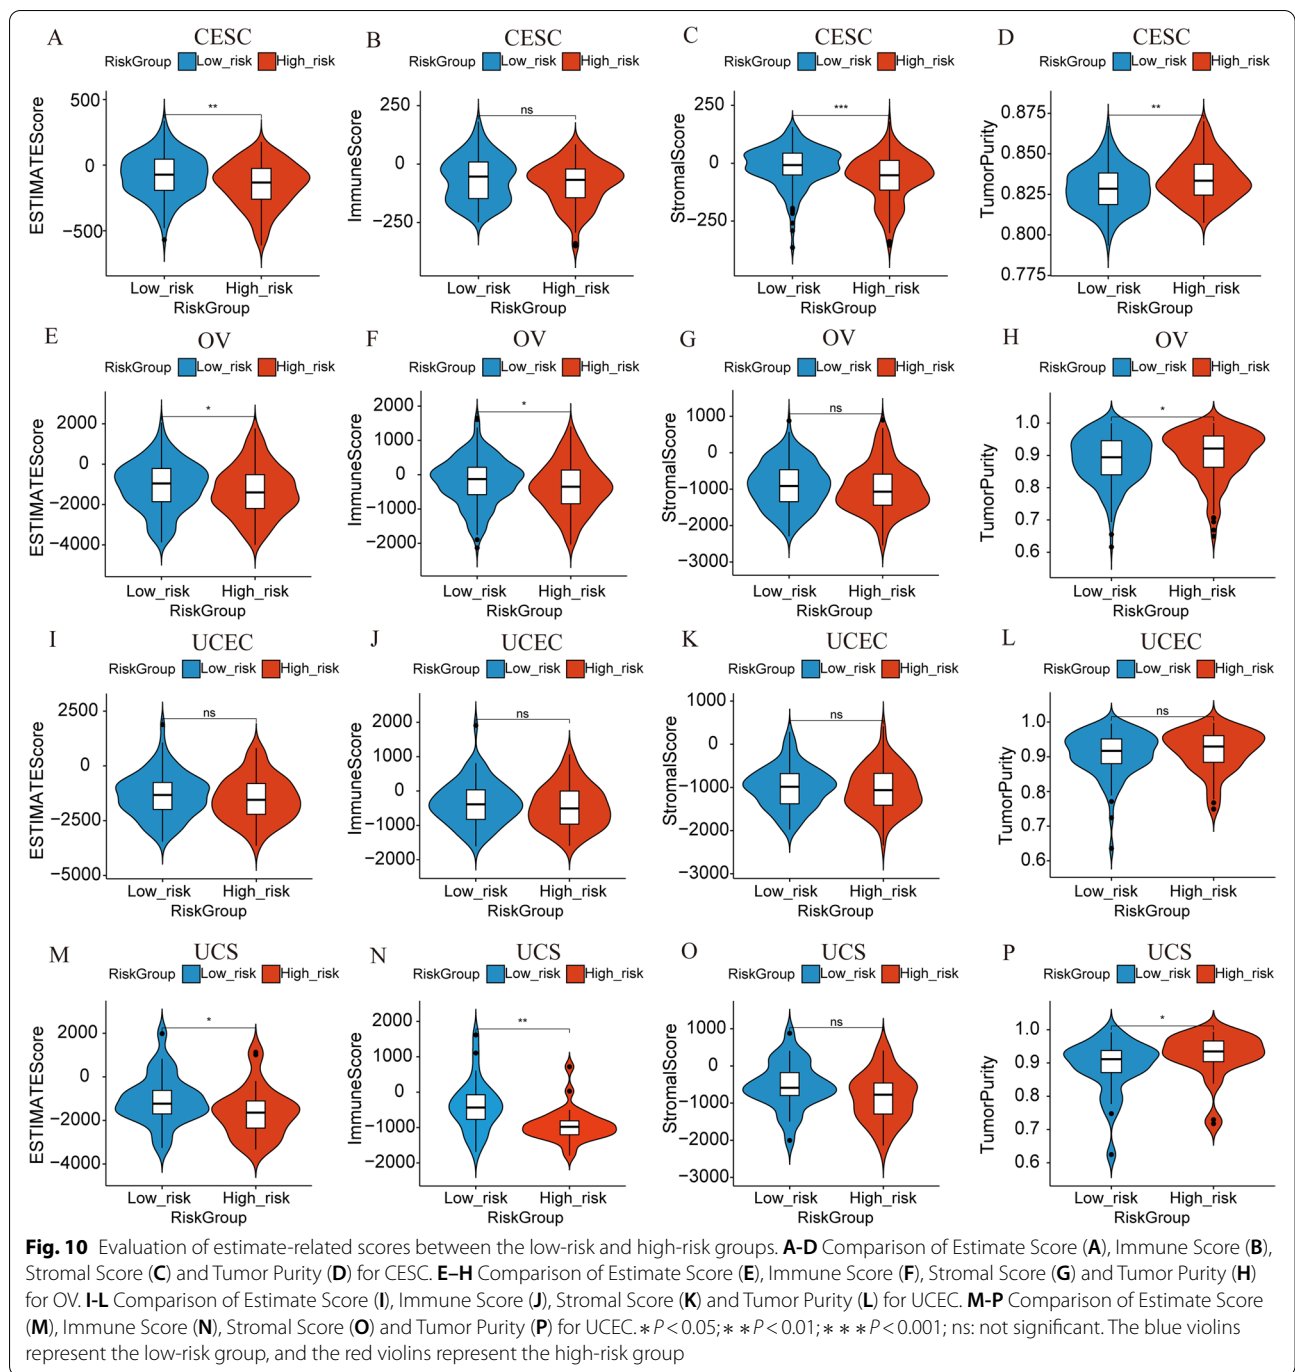 A CESC
RiskGroup Low_risk High_risk
ESTIMATEScore
500
0
−500
**
Low_risk High_risk
RiskGroup
B CESC
RiskGroup Low_risk High_risk
ImmuneScore
250
0
−250
ns
Low_risk High_risk
RiskGroup
C CESC
RiskGroup Low_risk High_risk
StromalScore
250
0
−250
***
Low_risk High_risk
RiskGroup
D CESC
RiskGroup Low_risk High_risk
TumorPurity
0.875
0.850
0.825
0.800
0.775
**
Low_risk High_risk
RiskGroup
E OV
RiskGroup Low_risk High_risk
ESTIMATEScore
2000
0
−2000
−4000
*
Low_risk High_risk
RiskGroup
F OV
RiskGroup Low_risk High_risk
ImmuneScore
2000
1000
0
−1000
−2000
*
Low_risk High_risk
RiskGroup
G OV
RiskGroup Low_risk High_risk
StromalScore
1000
0
−1000
−2000
−3000
ns
Low_risk High_risk
RiskGroup
H OV
RiskGroup Low_risk High_risk
TumorPurity
1.0
0.9
0.8
0.7
0.6
*
Low_risk High_risk
RiskGroup
I UCEC
RiskGroup Low_risk High_risk
ESTIMATEScore
2500
0
−2500
−5000
ns
Low_risk High_risk
RiskGroup
J UCEC
RiskGroup Low_risk High_risk
ImmuneScore
2000
1000
0
−1000
−2000
ns
Low_risk High_risk
RiskGroup
K UCEC
RiskGroup Low_risk High_risk
StromalScore
1000
0
−1000
−2000
−3000
ns
Low_risk High_risk
RiskGroup
L UCEC
RiskGroup Low_risk High_risk
TumorPurity
1.0
0.9
0.8
0.7
0.6
ns
Low_risk High_risk
RiskGroup
M UCS
RiskGroup Low_risk High_risk
ESTIMATEScore
2000
0
−2000
−4000
*
Low_risk High_risk
RiskGroup
N UCS
RiskGroup Low_risk High_risk
ImmuneScore
2000
1000
0
−1000
−2000
**
Low_risk High_risk
RiskGroup
O UCS
RiskGroup Low_risk High_risk
StromalScore
1000
0
−1000
−2000
−3000
ns
Low_risk High_risk
RiskGroup
P UCS
RiskGroup Low_risk High_risk
TumorPurity
1.0
0.9
0.8
0.7
0.6
*
Low_risk High_risk
RiskGroup
Fig. 10 Evaluation of estimate-related scores between the low-risk and high-risk groups. A-D Comparison of Estimate Score (A), Immune Score (B),
Stromal Score (C) and Tumor Purity (D) for CESC. E–H Comparison of Estimate Score (E), Immune Score (F), Stromal Score (G) and Tumor Purity (H)
for OV. I-L Comparison of Estimate Score (I), Immune Score (J), Stromal Score (K) and Tumor Purity (L) for UCEC. M-P Comparison of Estimate Score
(M), Immune Score (N), Stromal Score (O) and Tumor Purity (P) for UCEC. ∗ P < 0.05; ∗ ∗ P < 0.01; ∗ ∗ ∗ P < 0.001; ns: not significant. The blue violins
represent the low-risk group, and the red violins represent the high-risk group